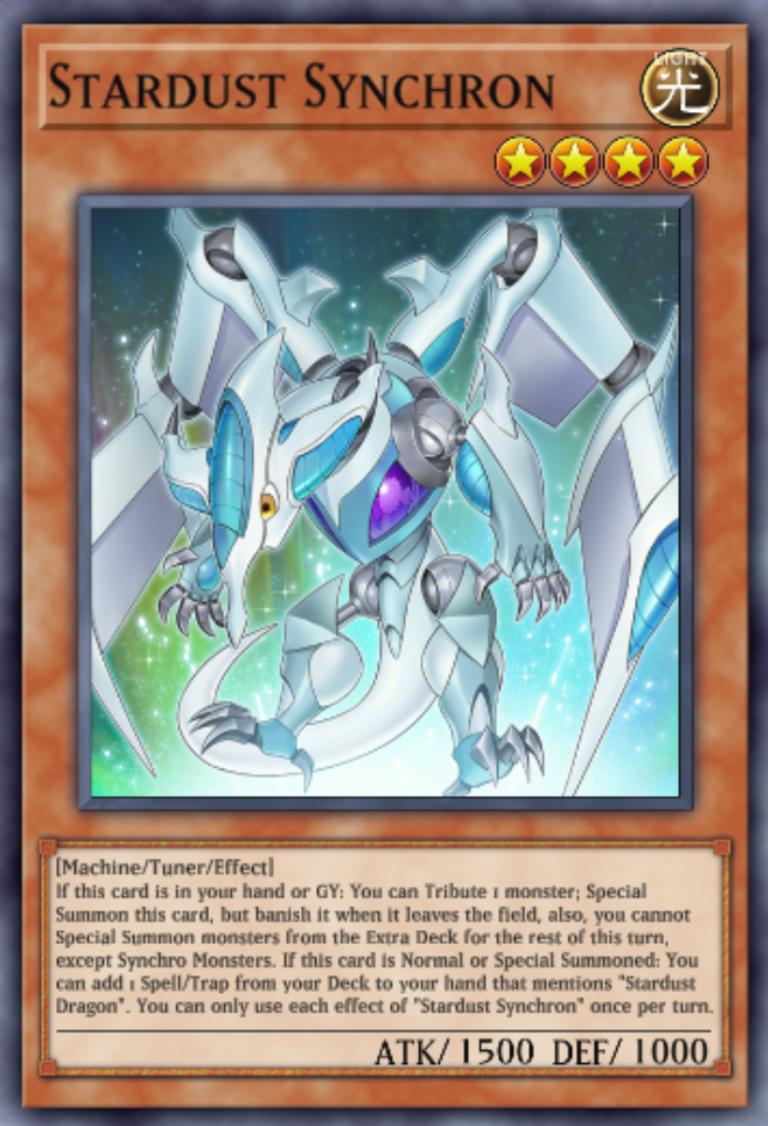 STARDUST SYNCHRON
LIGHT
光
[Machine/Tuner/Effect]
If this card is in your hand or GY: You can Tribute 1 monster; Special
Summon this card, but banish it when it leaves the field, also, you cannot
Special Summon monsters from the Extra Deck for the rest of this turn,
except Synchro Monsters. If this card is Normal or Special Summoned: You
can add 1 Spell/Trap from your Deck to your hand that mentions "Stardust
Dragon". You can only use each effect of "Stardust Synchron" once per turn.
ATK/ 1500 DEF/ 1000